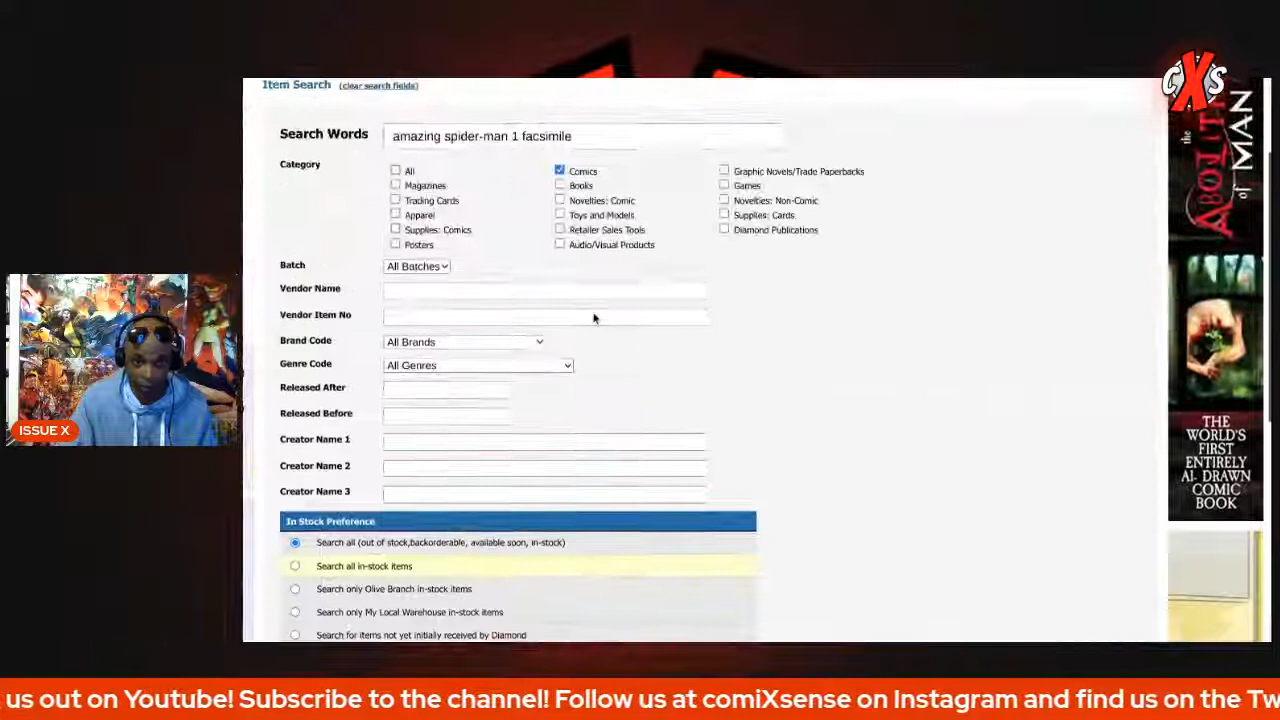 Item Search (clear search fields)
Search Words amazing spider-man 1 facsimile
Category
All Comics Graphic Novels/Trade Paperbacks
Magazines Books Games
Trading Cards Novelties: Comic Novelties: Non-Comic
Apparel Toys and Models Supplies: Cards
Supplies: Comics Retailer Sales Tools Diamond Publications
Posters Audio/Visual Products
Batch All Batches
Vendor Name
Vendor Item No
Brand Code All Brands
Genre Code All Genres
Released After
Released Before
Creator Name 1
Creator Name 2
Creator Name 3
In Stock Preference
Search all (out of stock,backorderable, available soon, in-stock)
Search all in-stock items
Search only Olive Branch in-stock items
Search only My Local Warehouse in-stock items
Search for items not yet initially received by Diamond
ISSUE X
CXS
the
ABOLITION
of MAN
THE
WORLD'S
FIRST
ENTIRELY
AI- DRAWN
COMIC
BOOK
us out on Youtube! Subscribe to the channel! Follow us at comiXsense on Instagram and find us on the Tw